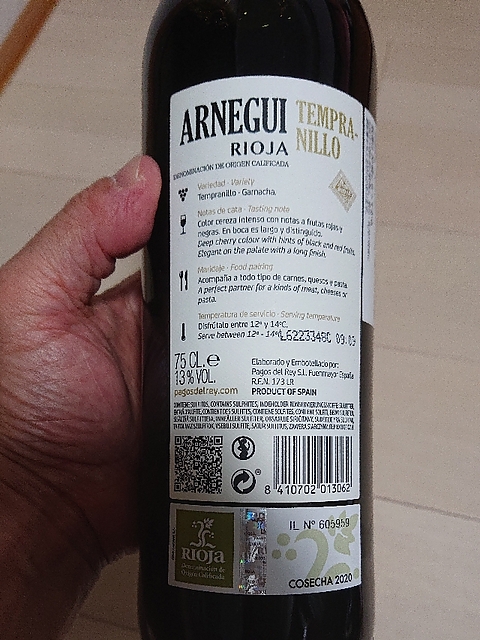 ARNEGUI
TEMPRA-
NILLO
RIOJA
DENOMINACIÓN DE ORIGEN CALIFICADA
Variedad - Variety
Tempranillo - Garnacha.
Notas de cata - Tasting note
Color cereza intenso con notas a frutas rojas y
negras. En boca es largo y distinguido.
Deep cherry colour with hints of black and red fruits.
Elegant on the palate with a long finish.
Maridaje - Food pairing
Acompaña a todo tipo de carnes, quesos o pasta.
A perfect partner for a kinds of meat, cheeses or
pasta.
Temperatura de servicio - Serving temperature
Disfrútalo entre 12º y 14ºC.
Serve between 12º - 14ºC
L6223348C 09:09
75 CL.e
13% VOL.
pagosdelrey.com
Elaborado y Embotellado por:
Pagos del Rey S.L. Fuenmayor España
R.E.N. 173 LR
PRODUCT OF SPAIN
CONTIENE SULFITOS, CONTAINS SULPHITES,
8 410702 013062
RIOJA
Denominación de
Origen Calificada
IL Nº 605959
COSECHA 2020